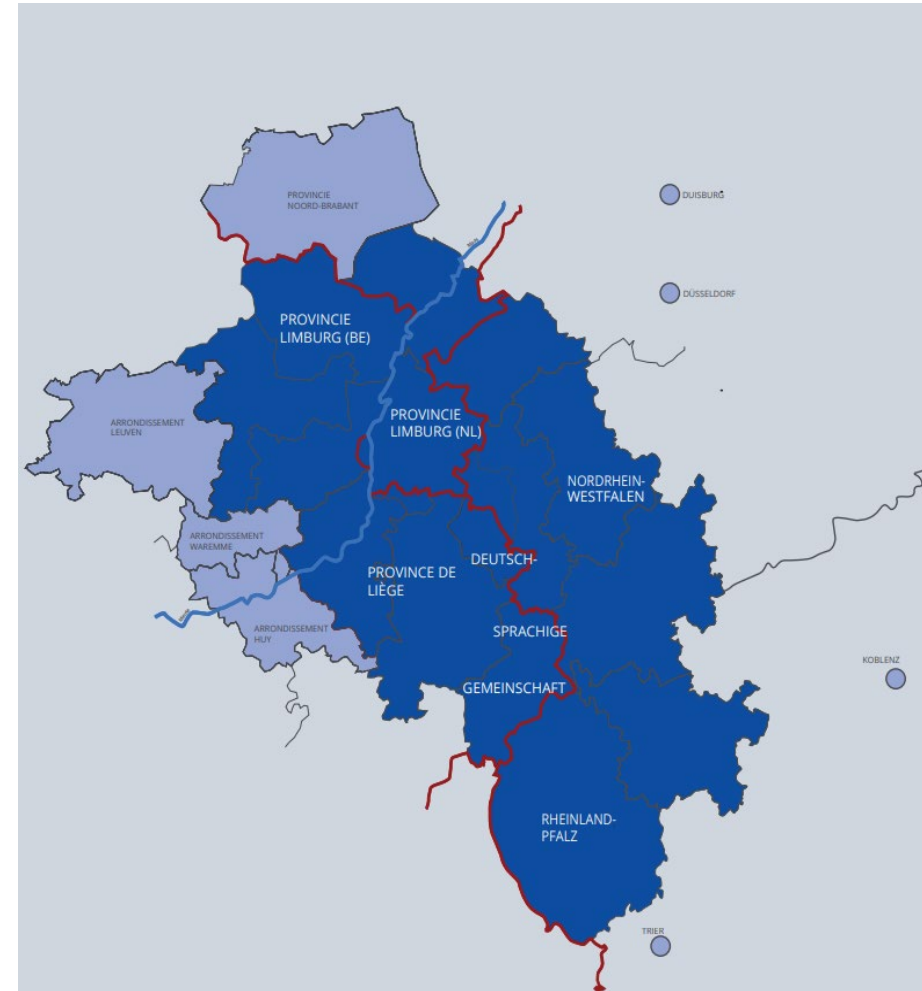 PROVINCIE
NOORD-BRABANT
DUISBURG
DÜSSELDORF
PROVINCIE
LIMBURG (BE)
PROVINCIE
LIMBURG (NL)
ARRONDISSEMENT
LEUVEN
NORDRHEIN-
WESTFALEN
ARRONDISSEMENT
WAREMME
PROVINCE DE
LIÈGE
DEUTSCH-
SPRACHIGE
GEMEINSCHAFT
ARRONDISSEMENT
HUY
KOBLENZ
RHEINLAND-
PFALZ
TRIER